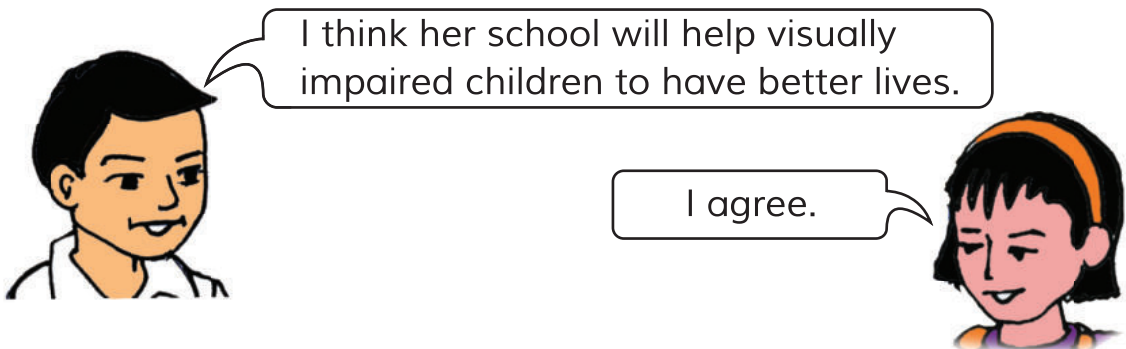 I think her school will help visually
impaired children to have better lives.
I agree.